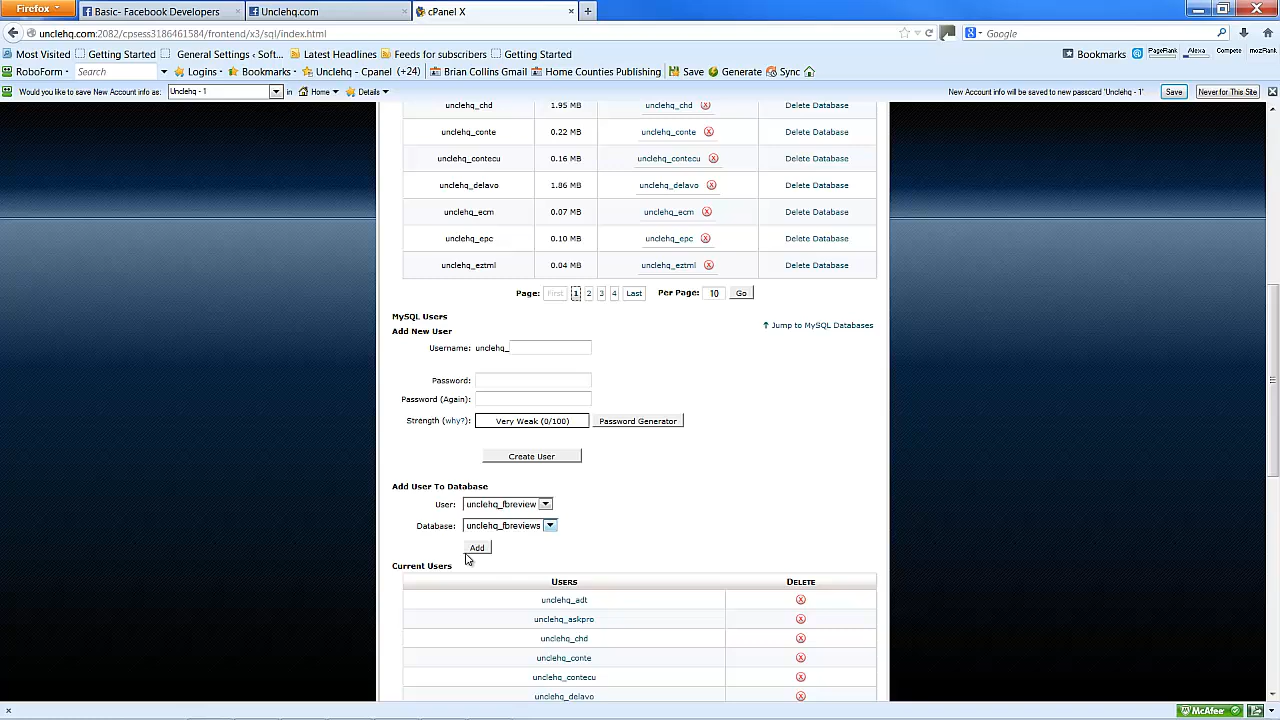 Firefox
Basic- Facebook Developers
Unclehq.com
cPanel X
unclehq.com:2082/cpsess3186461584/frontend/x3/sql/index.html
Google
Most Visited
Getting Started
General Settings - Sof...
Latest Headlines
Feeds for subscribers
Getting Started
Bookmarks
PageRank
Alexa
Compete
mozRank
RoboForm
Search
Logins
Bookmarks
Unclehq - Cpanel (+24)
Brian Collins Gmail
Home Counties Publishing
Save
Generate
Sync
Would you like to save New Account info as:
Unclehq - 1
in
Home
Details
New Account info will be saved to new passcard 'Unclehq - 1'
Save
Never for This Site
unclehq_chd 1.95 MB unclehq_chd Delete Database
unclehq_conte 0.22 MB unclehq_conte Delete Database
unclehq_contecu 0.16 MB unclehq_contecu Delete Database
unclehq_delavo 1.86 MB unclehq_delavo Delete Database
unclehq_ecm 0.07 MB unclehq_ecm Delete Database
unclehq_epc 0.10 MB unclehq_epc Delete Database
unclehq_eztml 0.04 MB unclehq_eztml Delete Database
Page: First 1 2 3 4 Last Per Page: 10 Go
MySQL Users
Jump to MySQL Databases
Add New User
Username: unclehq_
Password:
Password (Again):
Strength (why?): Very Weak (0/100) Password Generator
Create User
Add User To Database
User: unclehq_fbreview
Database: unclehq_fbreviews
Add
Current Users
USERS DELETE
unclehq_adt
unclehq_askpro
unclehq_chd
unclehq_conte
unclehq_contecu
unclehq_delavo
McAfee